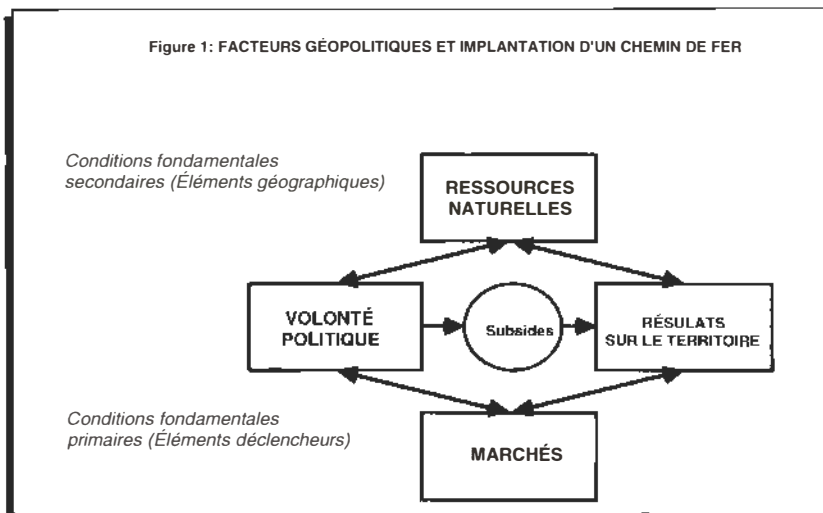 Figure 1: FACTEURS GÉOPOLITIQUES ET IMPLANTATION D'UN CHEMIN DE FER
Conditions fondamentales
secondaires (Éléments géographiques)
RESSOURCES
NATURELLES
VOLONTÉ
POLITIQUE
Subsides
RÉSULATS
SUR LE TERRITOIRE
Conditions fondamentales
primaires (Éléments déclencheurs)
MARCHÉS